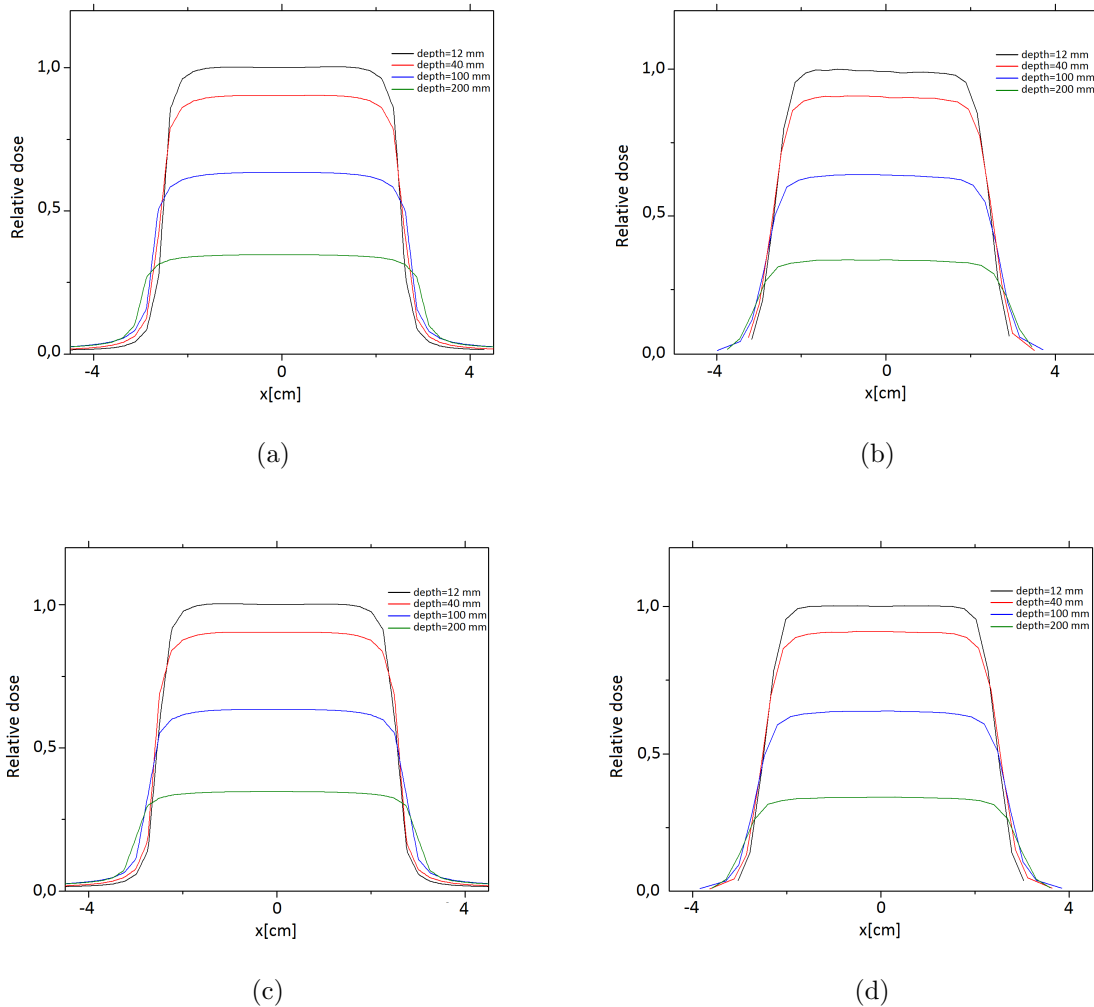 depth=12 mm
depth=40 mm
depth=100 mm
depth=200 mm
1,0
0,5
0,0
Relative dose
-4
0
4
x[cm]
(a)
depth=12 mm
depth=40 mm
depth=100 mm
depth=200 mm
1,0
0,5
0,0
Relative dose
-4
0
4
x[cm]
(b)
depth=12 mm
depth=40 mm
depth=100 mm
depth=200 mm
1,0
0,5
0,0
Relative dose
-4
0
4
x[cm]
(c)
depth=12 mm
depth=40 mm
depth=100 mm
depth=200 mm
1,0
0,5
0,0
Relative dose
-4
0
4
x[cm]
(d)